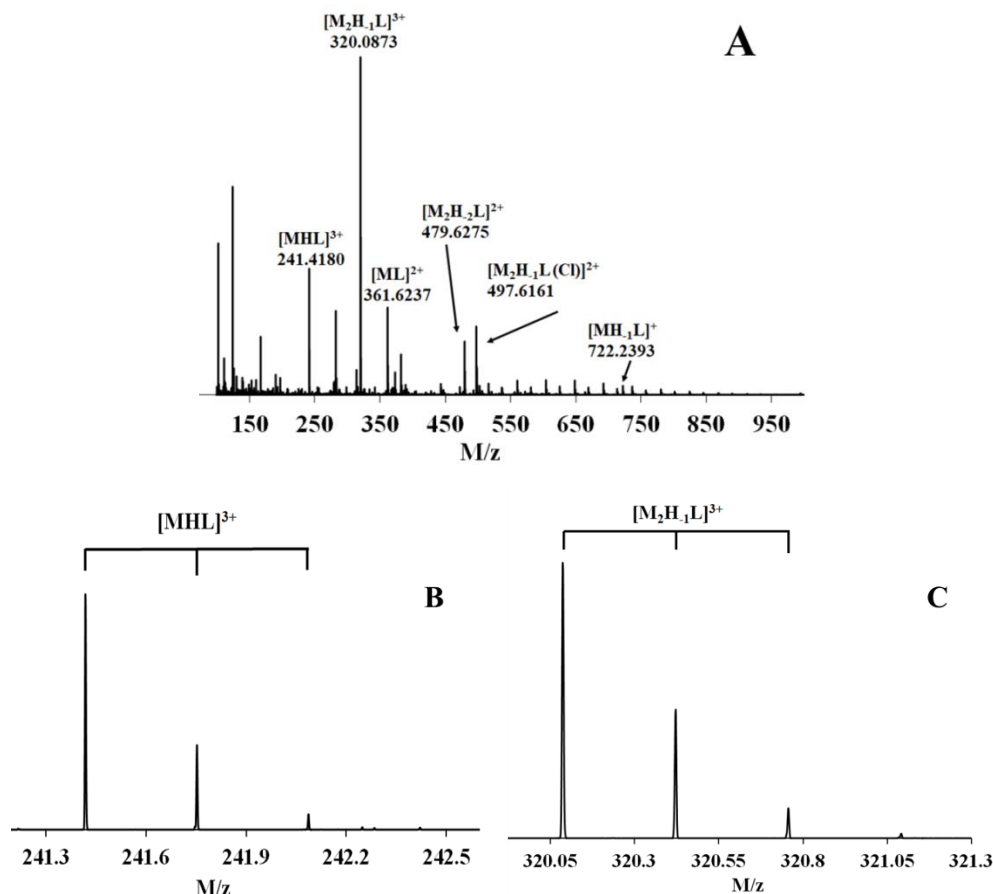 [M₂H₋₁L]³⁺
320.0873
A
[M₂H₋₂L]²⁺
479.6275
[MHL]³⁺
241.4180
[ML]²⁺
361.6237
[M₂H₋₁L(Cl)]²⁺
497.6161
[MH₋₁L]⁺
722.2393
150 250 350 450 550 650 750 850 950
M/z
[MHL]³⁺
B
241.3 241.6 241.9 242.2 242.5
M/z
[M₂H₋₁L]³⁺
C
320.05 320.3 320.55 320.8 321.05 321.3
M/z